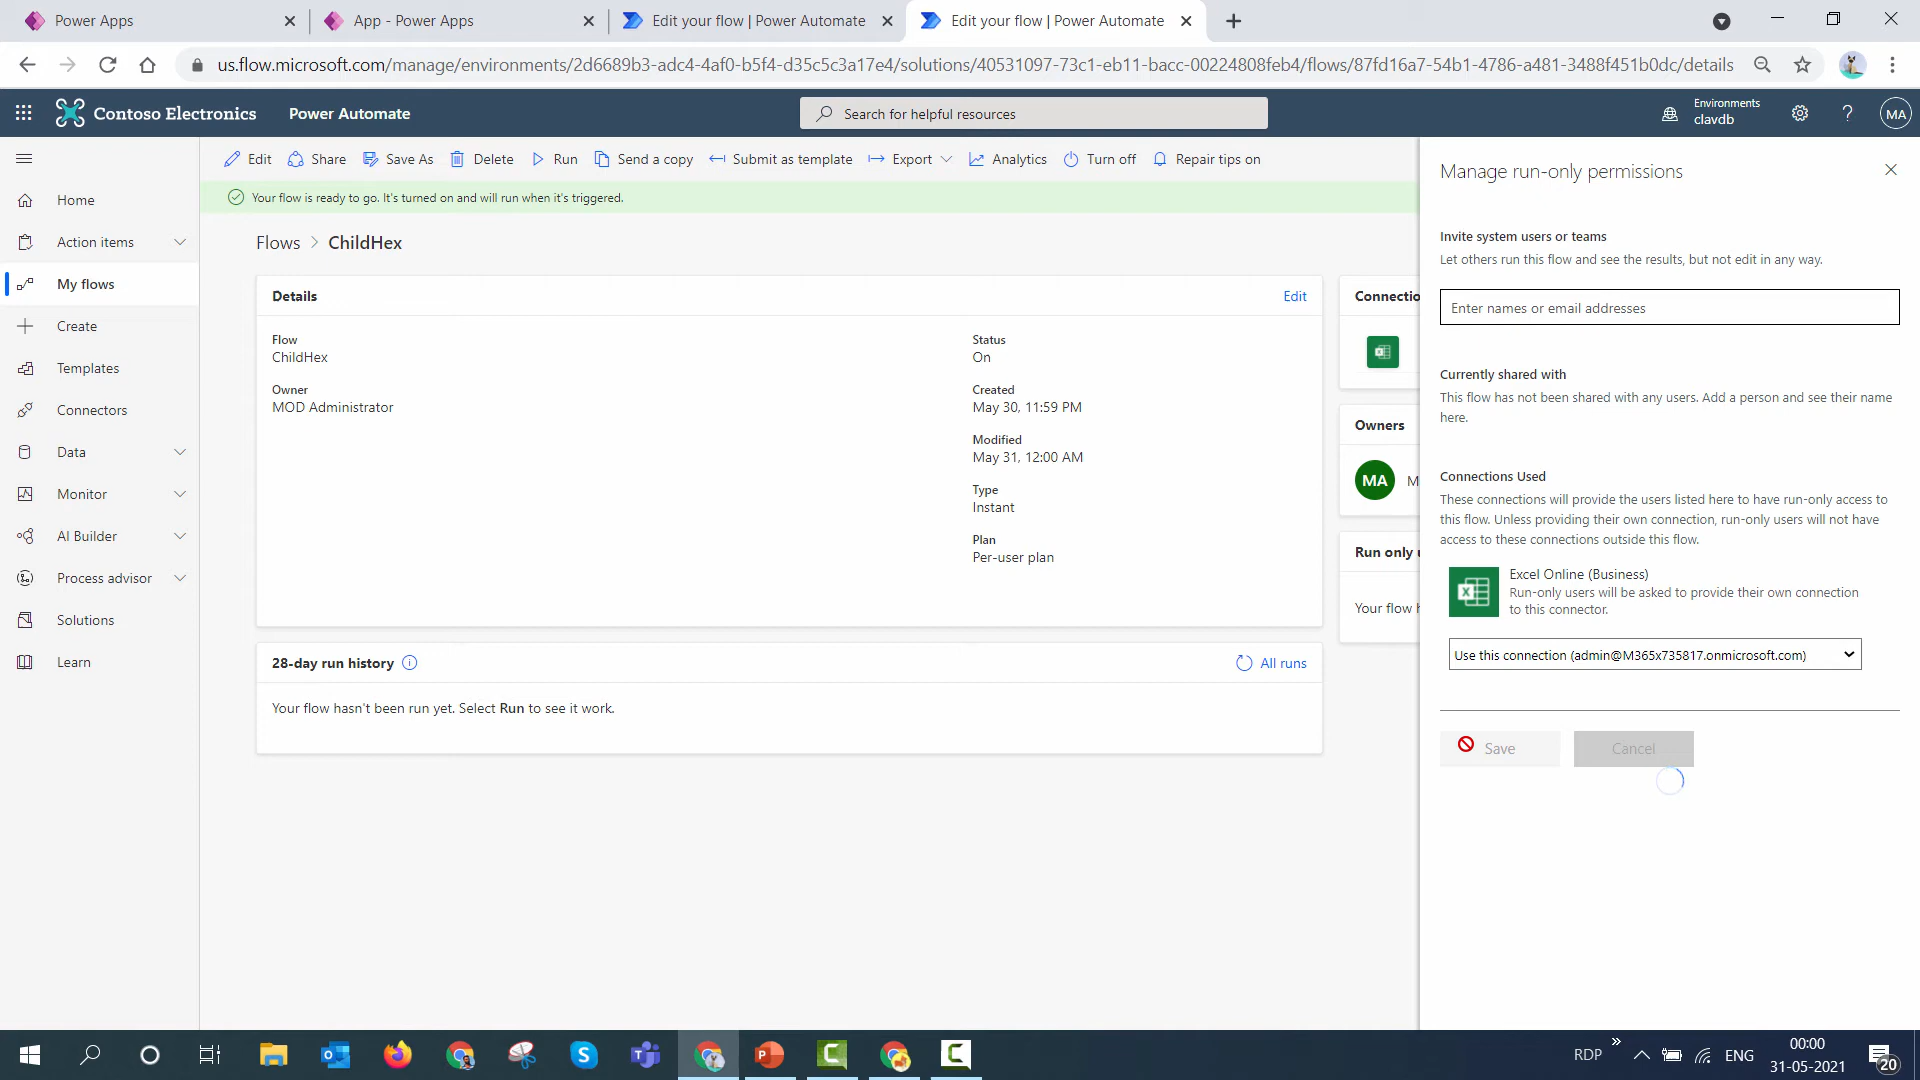 Power Apps
App - Power Apps
Edit your flow | Power Automate
Edit your flow | Power Automate
us.flow.microsoft.com/manage/environments/2d6689b3-adc4-4af0-b5f4-d35c5c3a17e4/solutions/40531097-73c1-eb11-bacc-00224808feb4/flows/87fd16a7-54b1-4786-a481-3488f451b0dc/details
Contoso Electronics
Power Automate
Search for helpful resources
Environments
clavdb
MA
Edit
Share
Save As
Delete
Run
Send a copy
Submit as template
Export
Analytics
Turn off
Repair tips on
Your flow is ready to go. It's turned on and will run when it's triggered.
Home
Action items
My flows
Create
Templates
Connectors
Data
Monitor
AI Builder
Process advisor
Solutions
Learn
Flows > ChildHex
Details
Edit
Flow
ChildHex
Owner
MOD Administrator
Status
On
Created
May 30, 11:59 PM
Modified
May 31, 12:00 AM
Type
Instant
Plan
Per-user plan
28-day run history
All runs
Your flow hasn't been run yet. Select Run to see it work.
Connectio
Owners
MA
M
Run only u
Your flow h
Manage run-only permissions
Invite system users or teams
Let others run this flow and see the results, but not edit in any way.
Enter names or email addresses
Currently shared with
This flow has not been shared with any users. Add a person and see their name
here.
Connections Used
These connections will provide the users listed here to have run-only access to
this flow. Unless providing their own connection, run-only users will not have
access to these connections outside this flow.
Excel Online (Business)
Run-only users will be asked to provide their own connection
to this connector.
Use this connection (admin@M365x735817.onmicrosoft.com)
Save
Cancel
RDP
ENG
00:00
31-05-2021
20